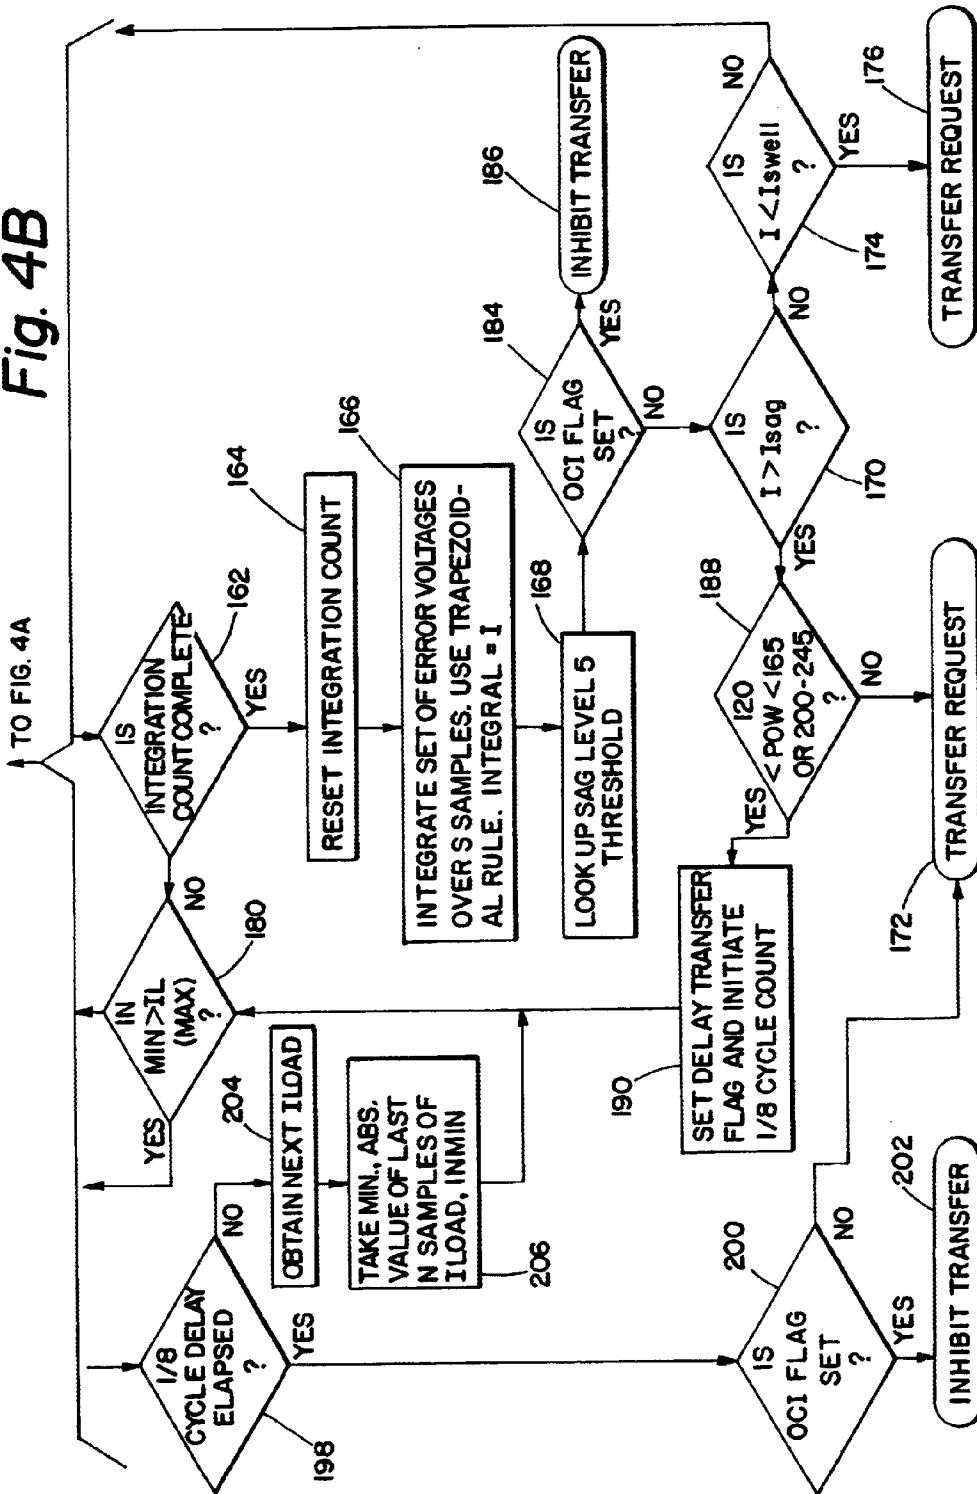 Fig. 4B
TO FIG. 4A
1/8
CYCLE DELAY
ELAPSED
?
198
NO
YES
204
OBTAIN NEXT ILOAD
TAKE MIN., ABS.
VALUE OF LAST
N SAMPLES OF
ILOAD, INMIN
206
IN
MIN>IL
(MAX)
?
180
YES
NO
IS
INTEGRATION
COUNT COMPLETE
?
162
YES
164
RESET INTEGRATION COUNT
166
INTEGRATE SET OF ERROR VOLTAGES
OVER S SAMPLES. USE TRAPEZOID-
AL RULE. INTEGRAL = I
168
LOOK UP SAG LEVEL 5
THRESHOLD
184
IS
OCI FLAG
SET
?
YES
NO
186
INHIBIT TRANSFER
IS
I > Isag
?
170
YES
NO
IS
I < Iswell
?
174
NO
YES
176
TRANSFER REQUEST
188
120
< POW <165
OR 200-245
?
YES
NO
190
SET DELAY TRANSFER
FLAG AND INITIATE
1/8 CYCLE COUNT
172
TRANSFER REQUEST
200
IS
OCI FLAG
SET
?
NO
YES
202
INHIBIT TRANSFER